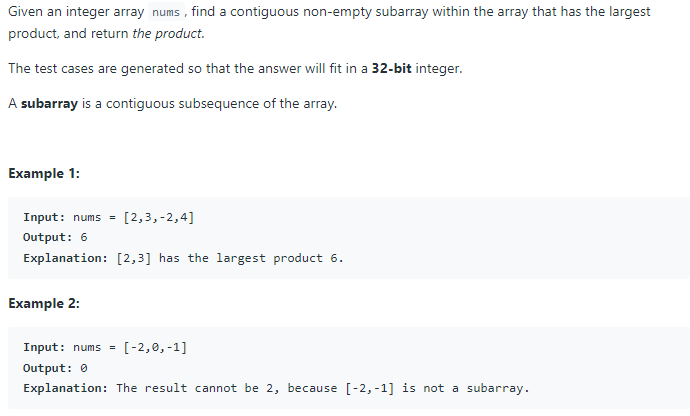 Given an integer array nums , find a contiguous non-empty subarray within the array that has the largest
product, and return the product.
The test cases are generated so that the answer will fit in a 32-bit integer.
A subarray is a contiguous subsequence of the array.
Example 1:
Input: nums = [2,3,-2,4]
Output: 6
Explanation: [2,3] has the largest product 6.
Example 2:
Input: nums = [-2,0,-1]
Output: 0
Explanation: The result cannot be 2, because [-2,-1] is not a subarray.